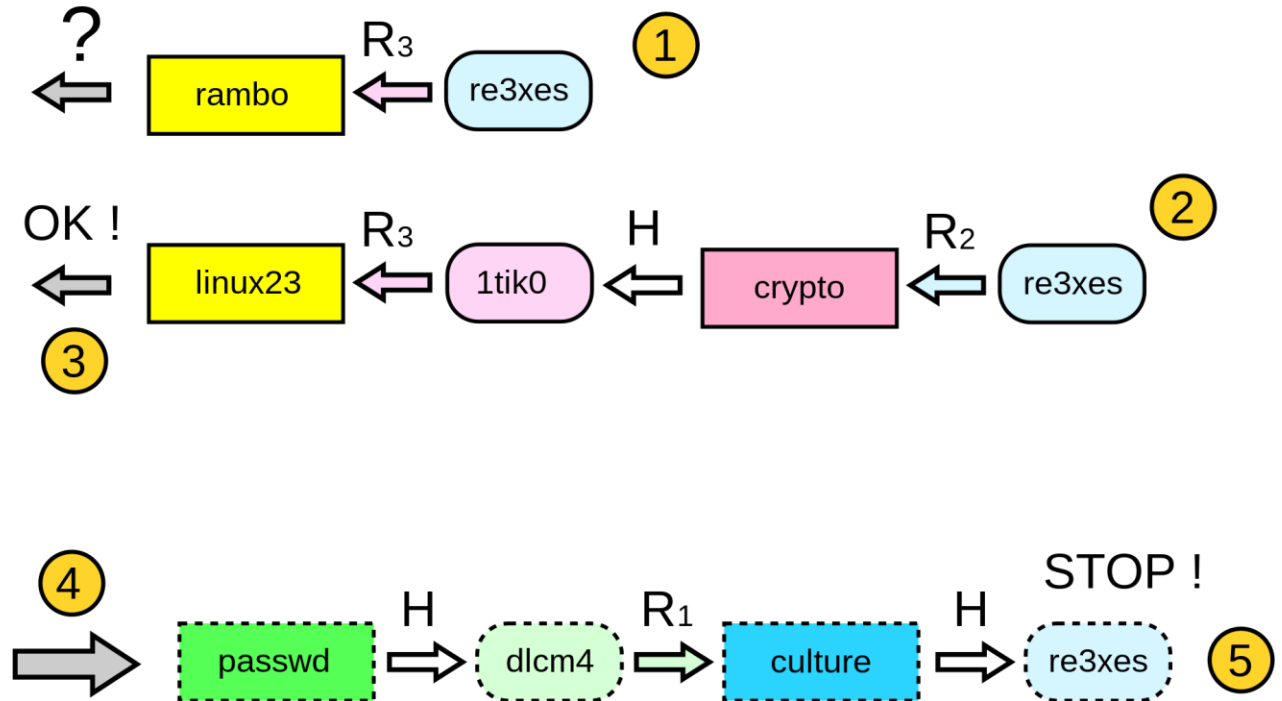 ? rambo R3 re3xes 1
OK ! linux23 R3 1tik0 H crypto R2 re3xes 2
3
4 passwd H dlcm4 R1 culture H re3xes STOP ! 5